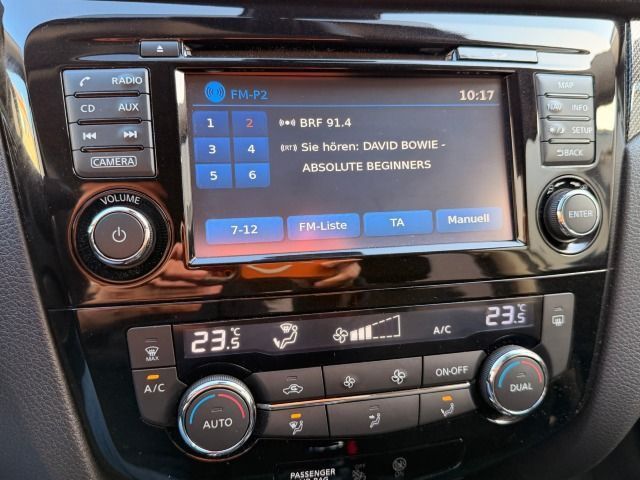 RADIO
CD AUX
CAMERA
VOLUME
FM-P2 10:17
1 2
3 4
5 6
BRF 91.4
Sie hören: DAVID BOWIE -
ABSOLUTE BEGINNERS
7-12 FM-Liste TA Manuell
MAP
NAV INFO
SETUP
BACK
ENTER
23.5 °C A/C 23.5 °C
MAX
A/C
ON-OFF
AUTO
DUAL
PASSENGER